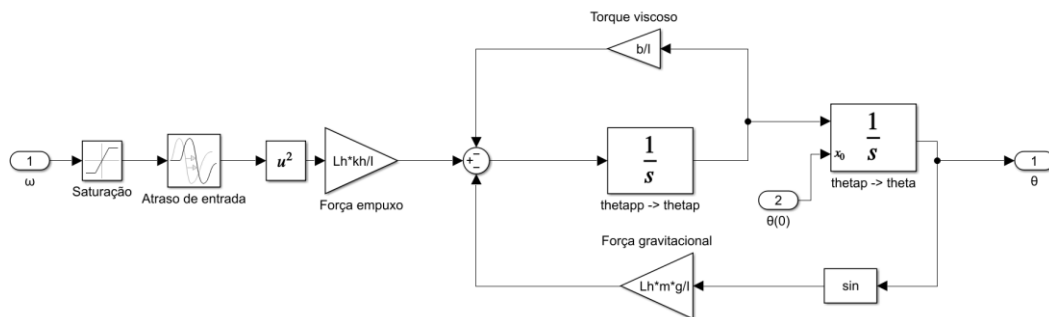 Torque viscoso
b/I
1
ω
Saturação
Atraso de entrada
u²
Lh*kh/I
Força empuxo
+
−
−
1
s
thetapp -> thetap
1
s
x₀
thetap -> theta
2
θ(0)
1
θ
Força gravitacional
Lh*m*g/I
sin